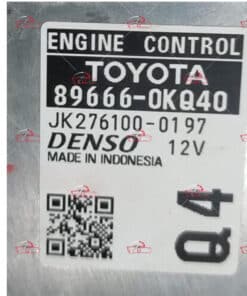 ENGINE CONTROL
TOYOTA
89666-0KQ40
JK276100-0197
DENSO 12V
MADE IN INDONESIA
Q4